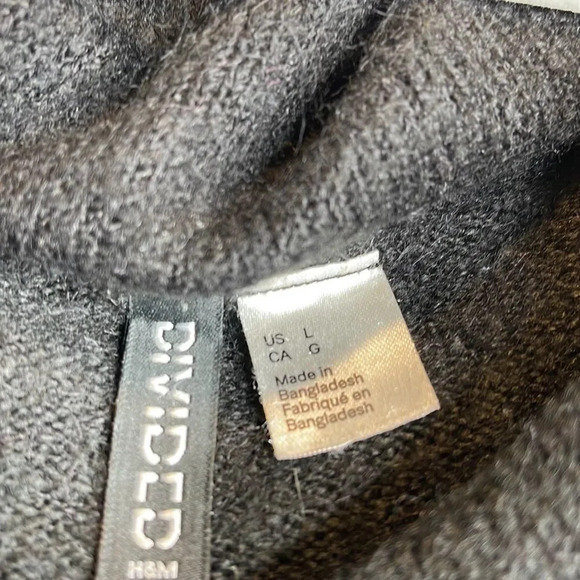 DIVIDED
H&M
US L
CA G
Made in
Bangladesh
Fabriqué en
Bangladesh